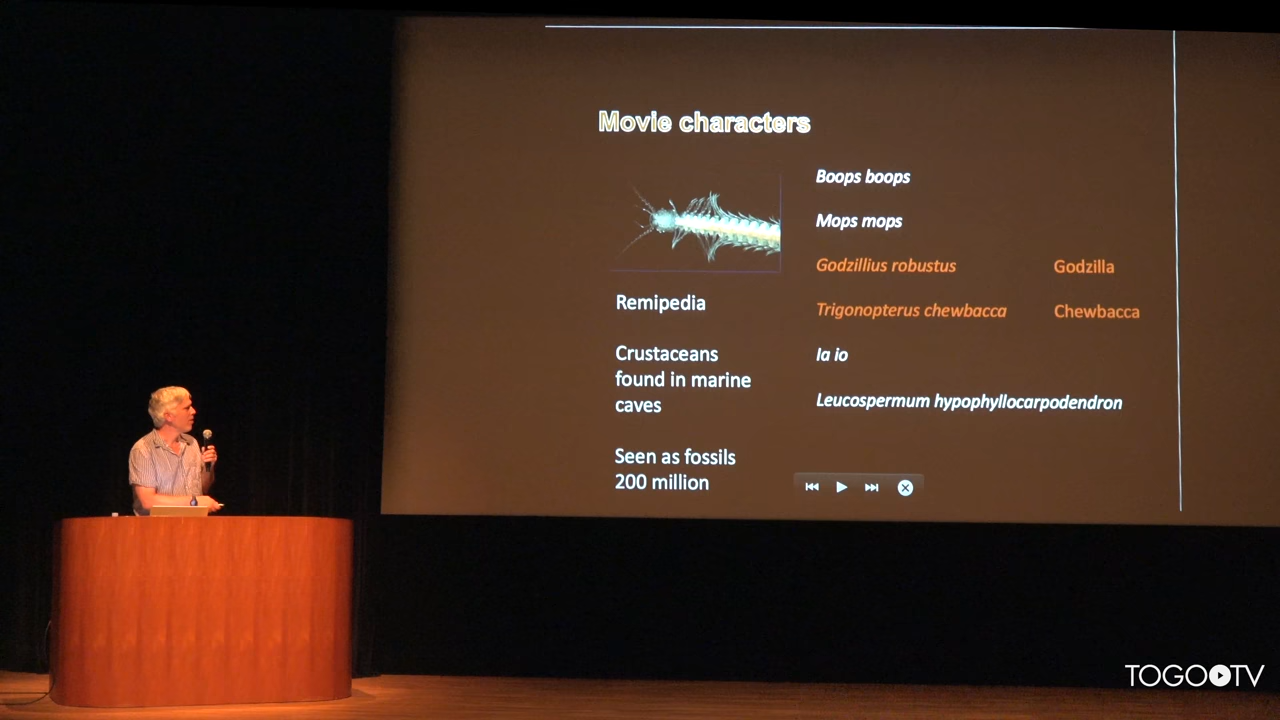 Movie characters
Boops boops
Mops mops
Godzillius robustus Godzilla
Trigonopterus chewbacca Chewbacca
Ia io
Leucospermum hypophyllocarpodendron
Remipedia
Crustaceans
found in marine
caves
Seen as fossils
200 million
TOGOTV